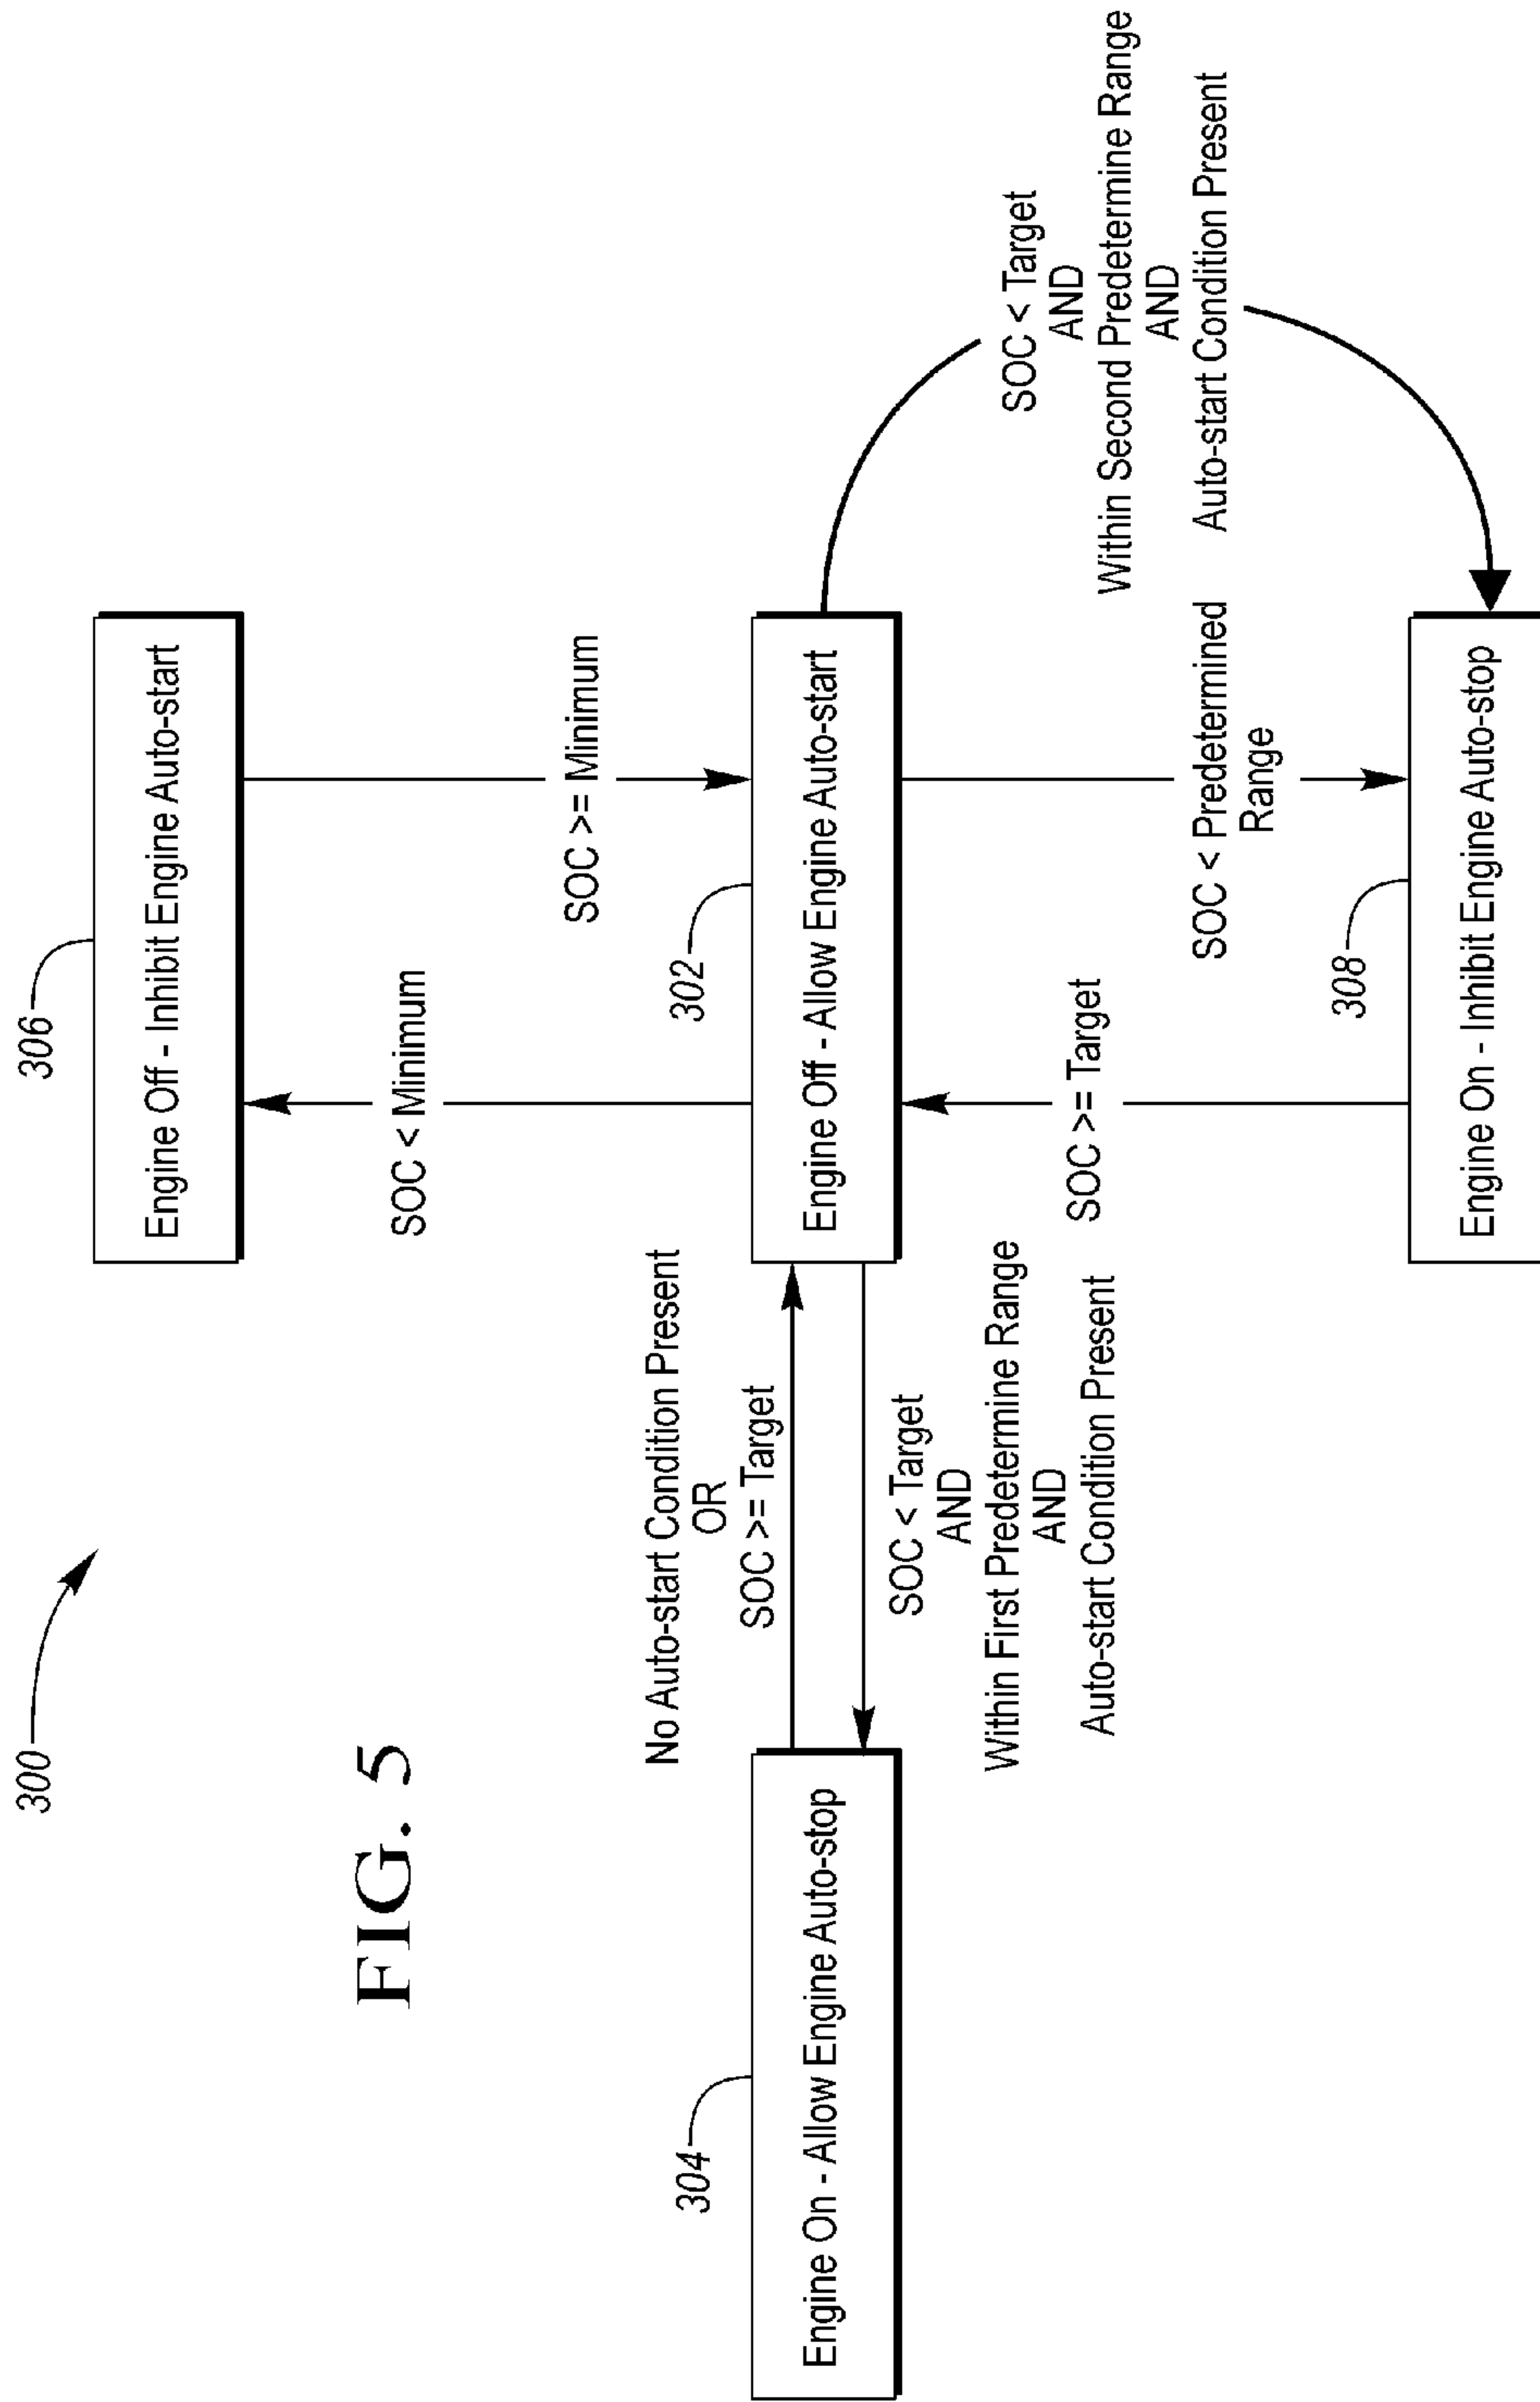 300
FIG. 5
306
Engine Off - Inhibit Engine Auto-start
SOC < Minimum
SOC >= Minimum
No Auto-start Condition Present
OR
SOC >= Target
302
304
Engine On - Allow Engine Auto-stop
Engine Off - Allow Engine Auto-start
SOC < Target
AND
Within First Predetermine Range
AND
Auto-start Condition Present
SOC < Target
AND
Within Second Predetermine Range
AND
Auto-start Condition Present
SOC >= Target
SOC < Predetermined
Range
308
Engine On - Inhibit Engine Auto-stop